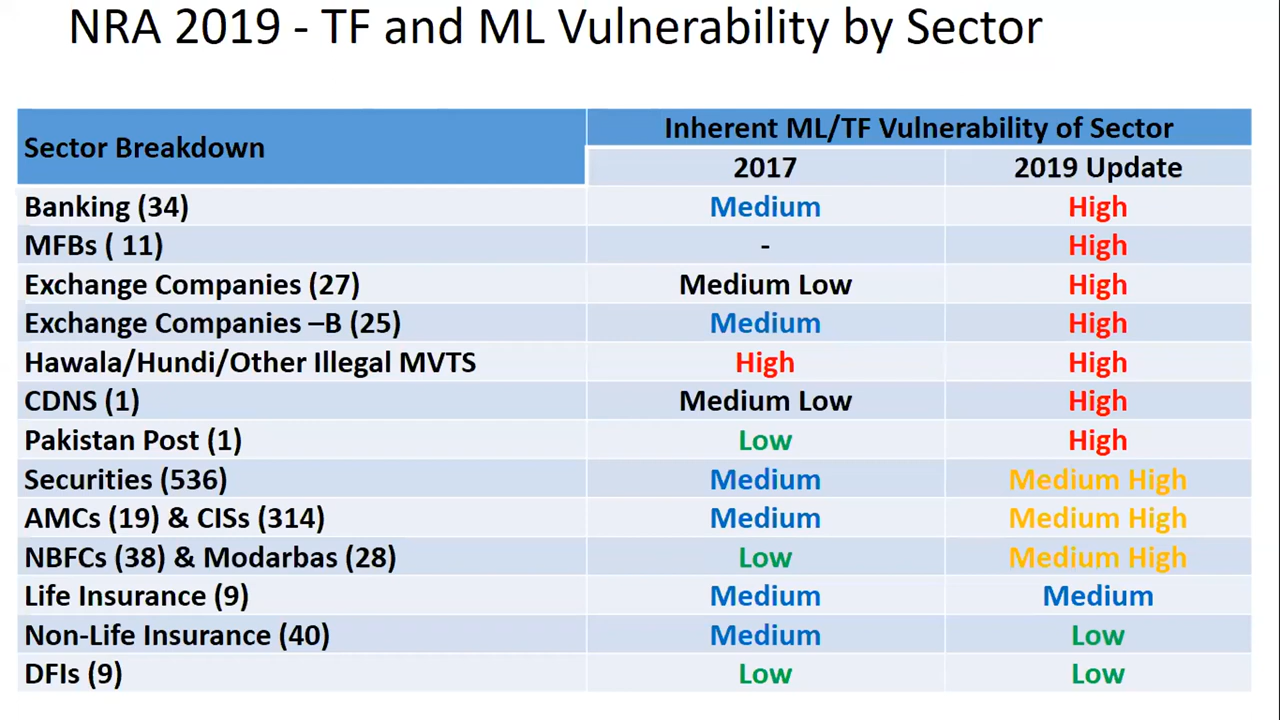 NRA 2019 - TF and ML Vulnerability by Sector
Sector Breakdown
Inherent ML/TF Vulnerability of Sector
2017 2019 Update
Banking (34) Medium High
MFBs ( 11) - High
Exchange Companies (27) Medium Low High
Exchange Companies –B (25) Medium High
Hawala/Hundi/Other Illegal MVTS High High
CDNS (1) Medium Low High
Pakistan Post (1) Low High
Securities (536) Medium Medium High
AMCs (19) & CISs (314) Medium Medium High
NBFCs (38) & Modarbas (28) Low Medium High
Life Insurance (9) Medium Medium
Non-Life Insurance (40) Medium Low
DFIs (9) Low Low